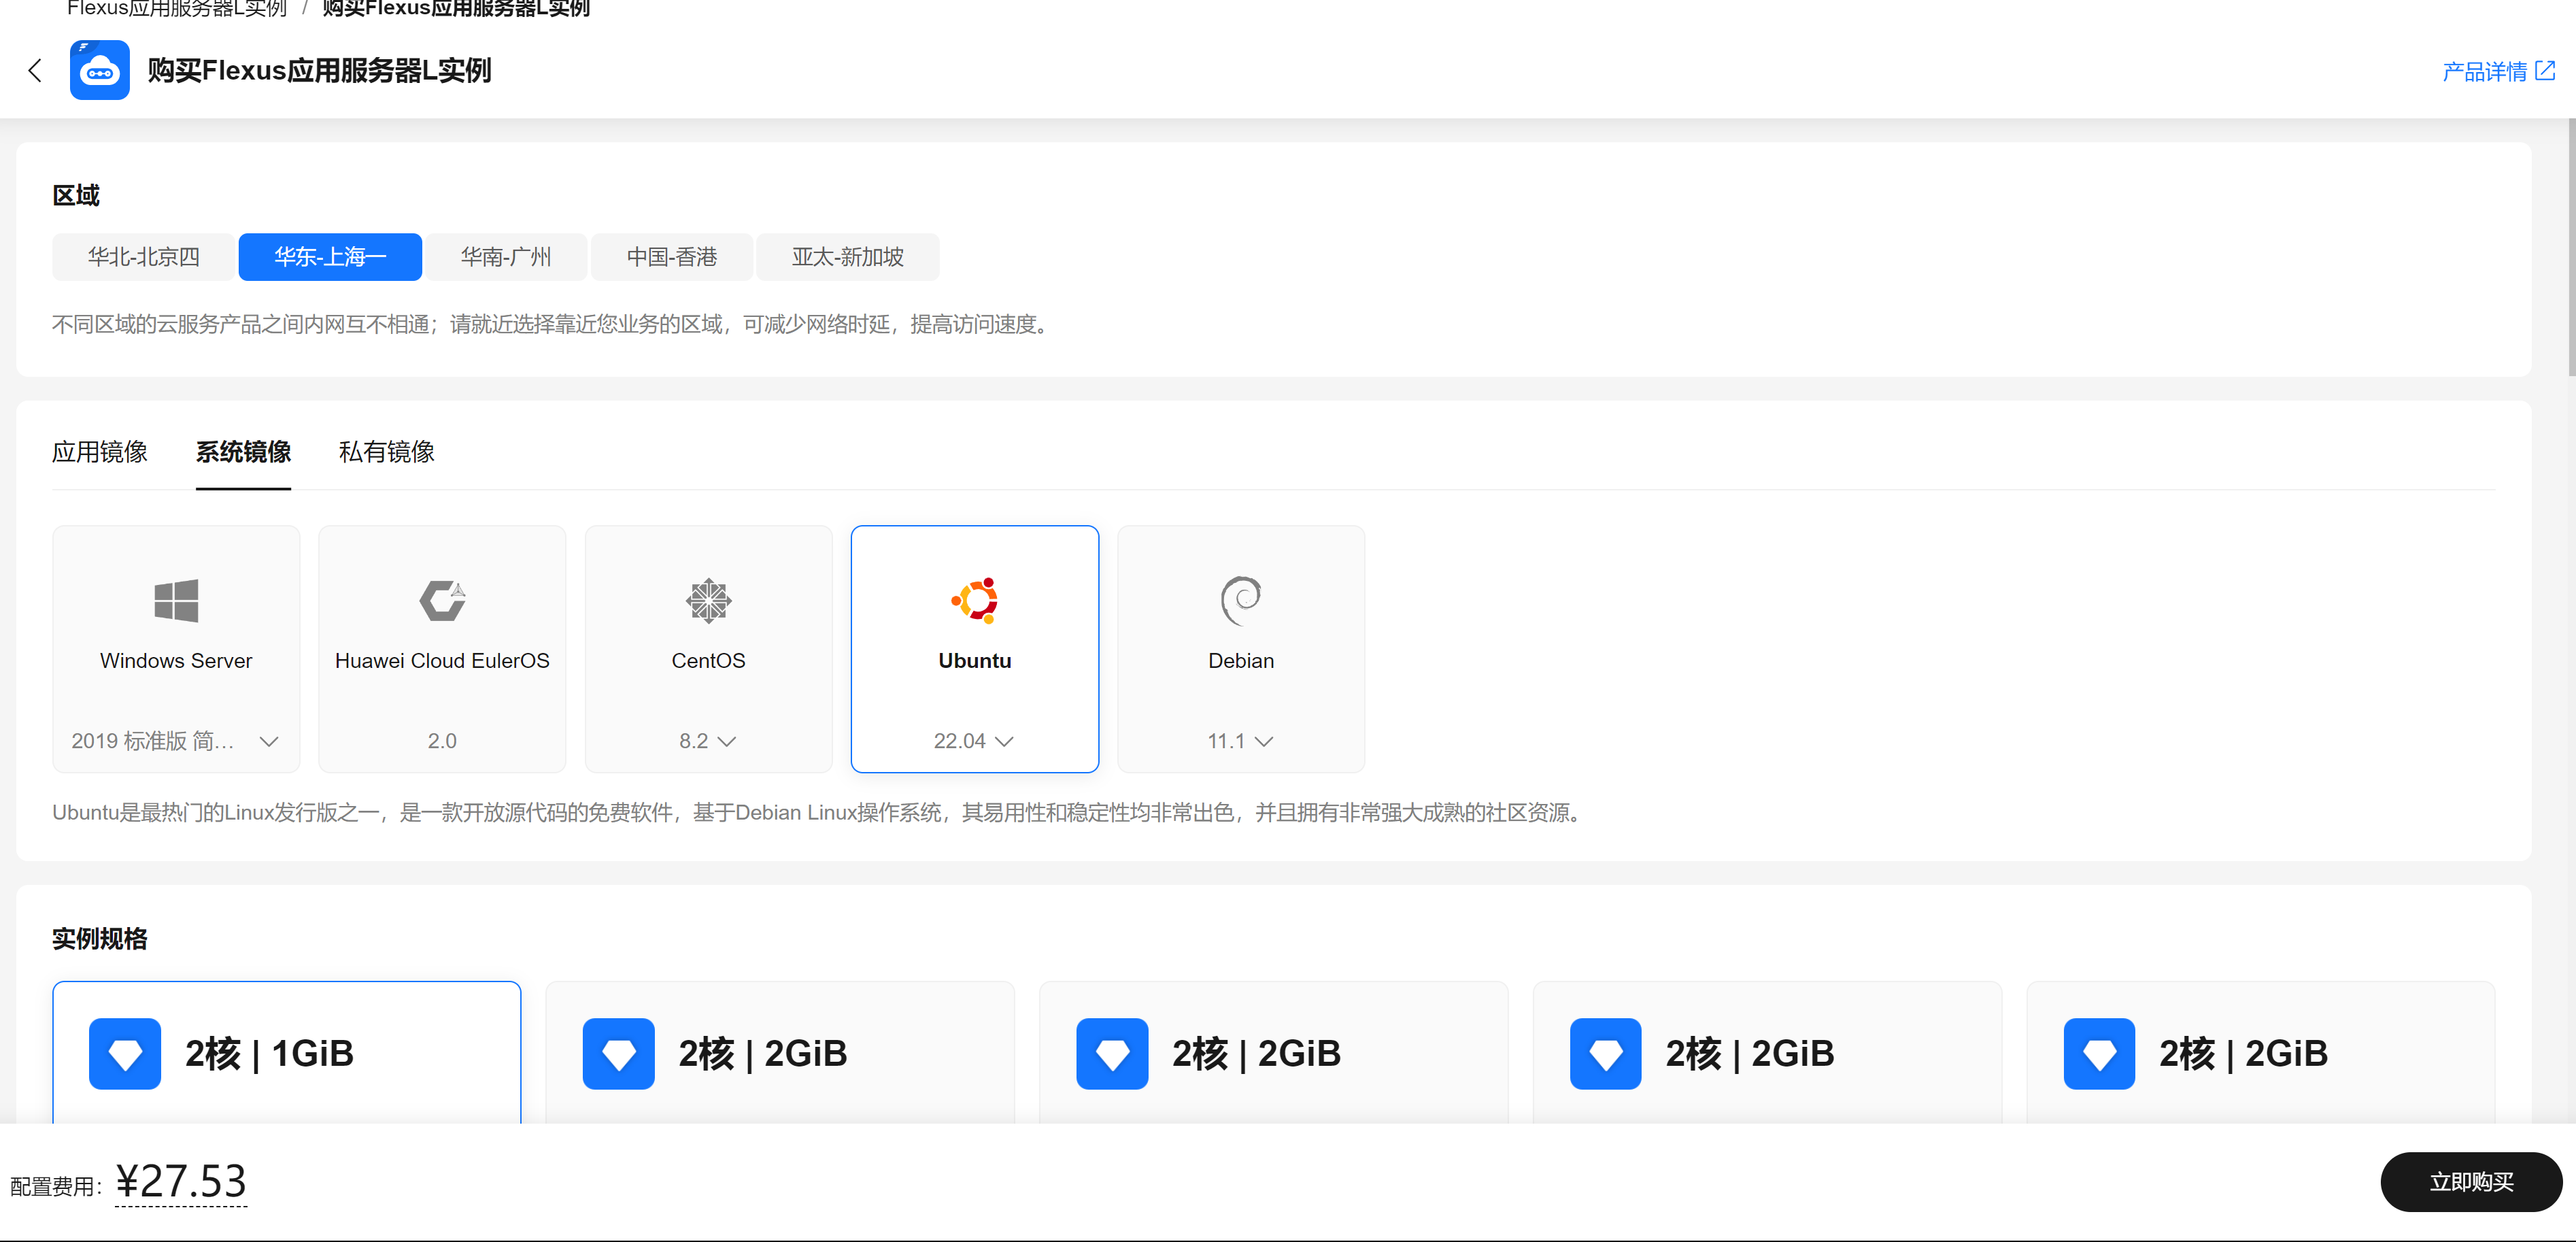 Flexus应用服务器L实例 / 购买Flexus应用服务器L实例
购买Flexus应用服务器L实例
产品详情
区域
华北-北京四 华东-上海一 华南-广州 中国-香港 亚太-新加坡
不同区域的云服务产品之间内网互不相通；请就近选择靠近您业务的区域，可减少网络时延，提高访问速度。
应用镜像 系统镜像 私有镜像
Windows Server Huawei Cloud EulerOS CentOS Ubuntu Debian
2019 标准版 简... 2.0 8.2 22.04 11.1
Ubuntu是最热门的Linux发行版之一，是一款开放源代码的免费软件，基于Debian Linux操作系统，其易用性和稳定性均非常出色，并且拥有非常强大成熟的社区资源。
实例规格
2核 | 1GiB 2核 | 2GiB 2核 | 2GiB 2核 | 2GiB 2核 | 2GiB
配置费用： ¥27.53
立即购买